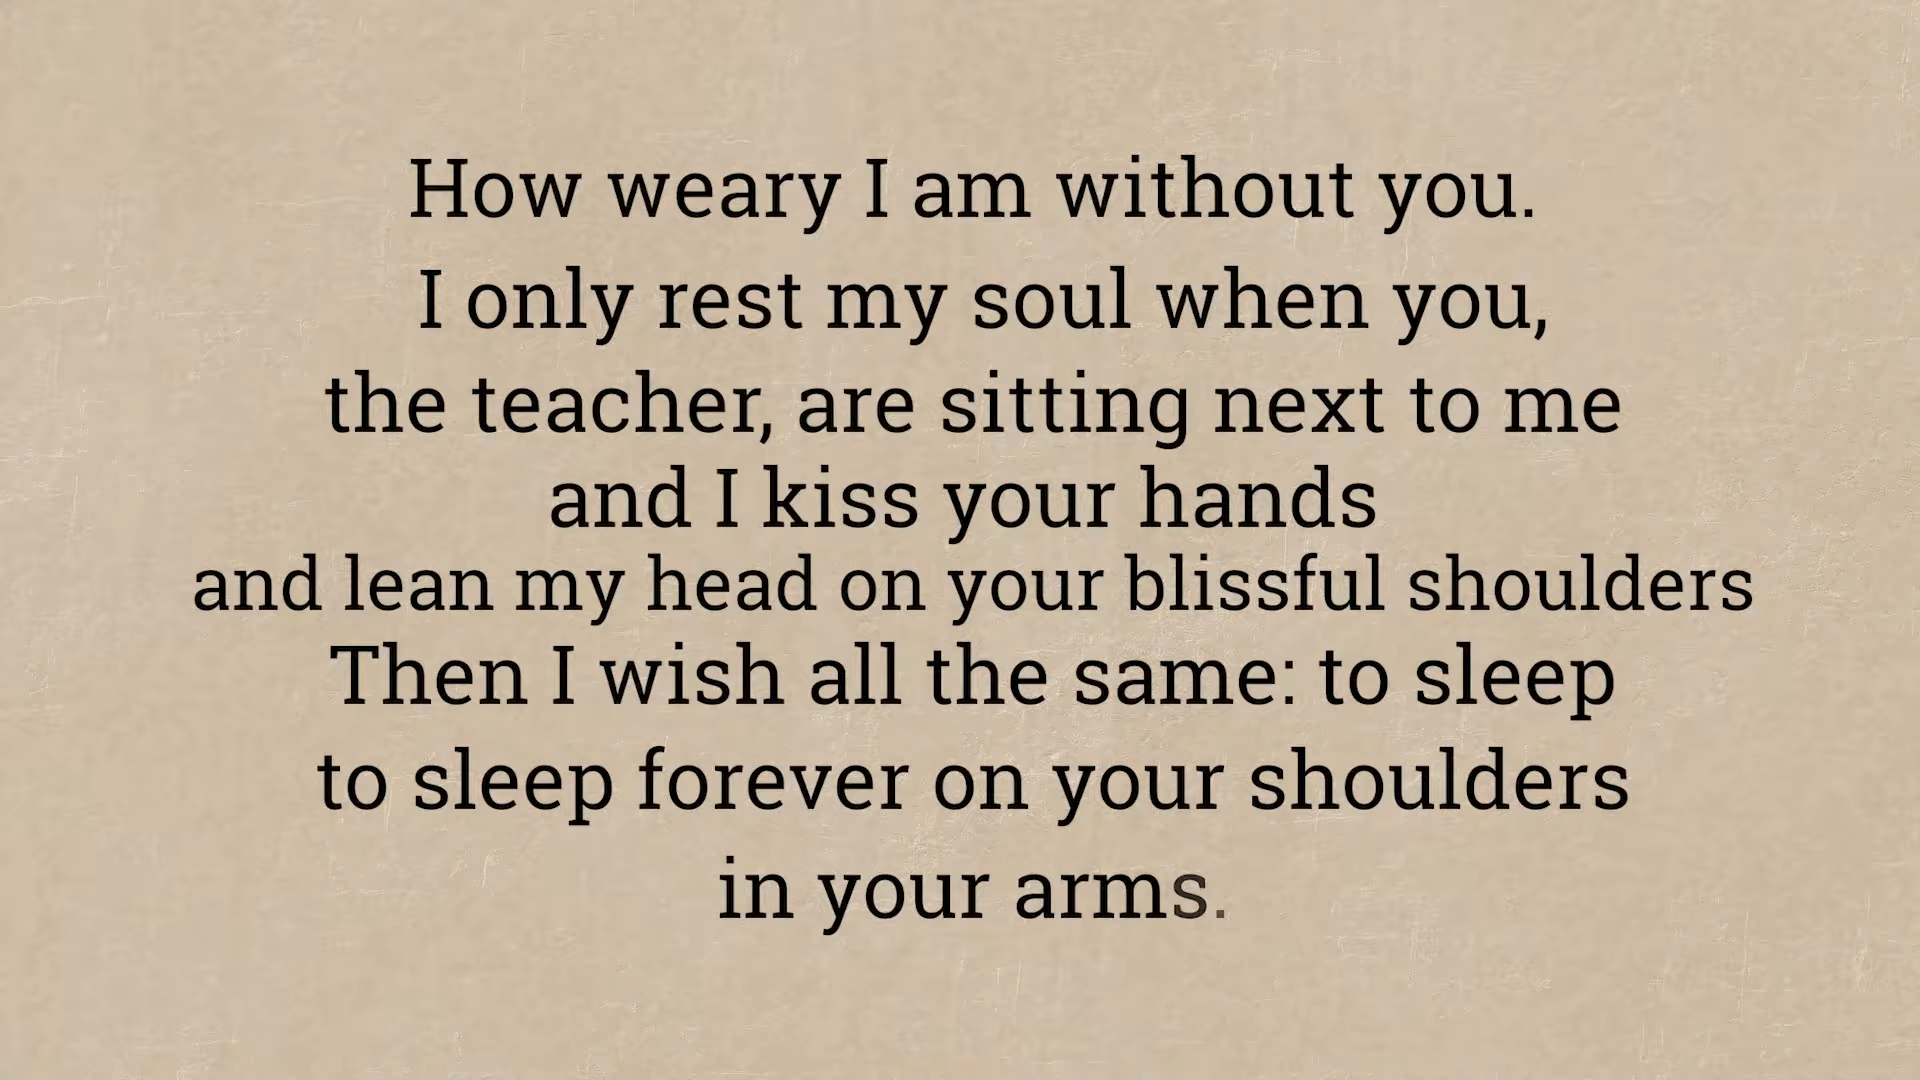 How weary I am without you.
I only rest my soul when you,
the teacher, are sitting next to me
and I kiss your hands
and lean my head on your blissful shoulders
Then I wish all the same: to sleep
to sleep forever on your shoulders
in your arms.